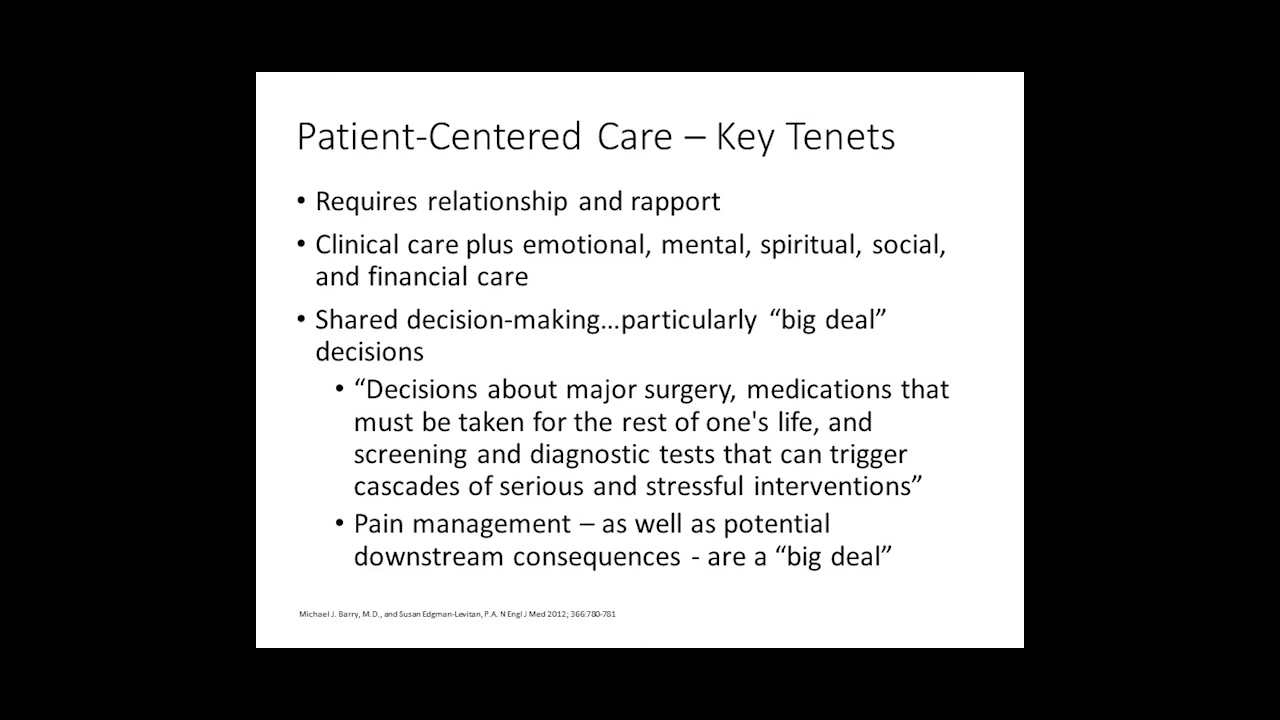 Patient-Centered Care – Key Tenets
• Requires relationship and rapport
• Clinical care plus emotional, mental, spiritual, social,
and financial care
• Shared decision-making...particularly “big deal”
decisions
• “Decisions about major surgery, medications that
must be taken for the rest of one's life, and
screening and diagnostic tests that can trigger
cascades of serious and stressful interventions”
• Pain management – as well as potential
downstream consequences - are a “big deal”
Michael J. Barry, M.D., and Susan Edgman-Levitan, P.A. N Engl J Med 2012; 366:780-781